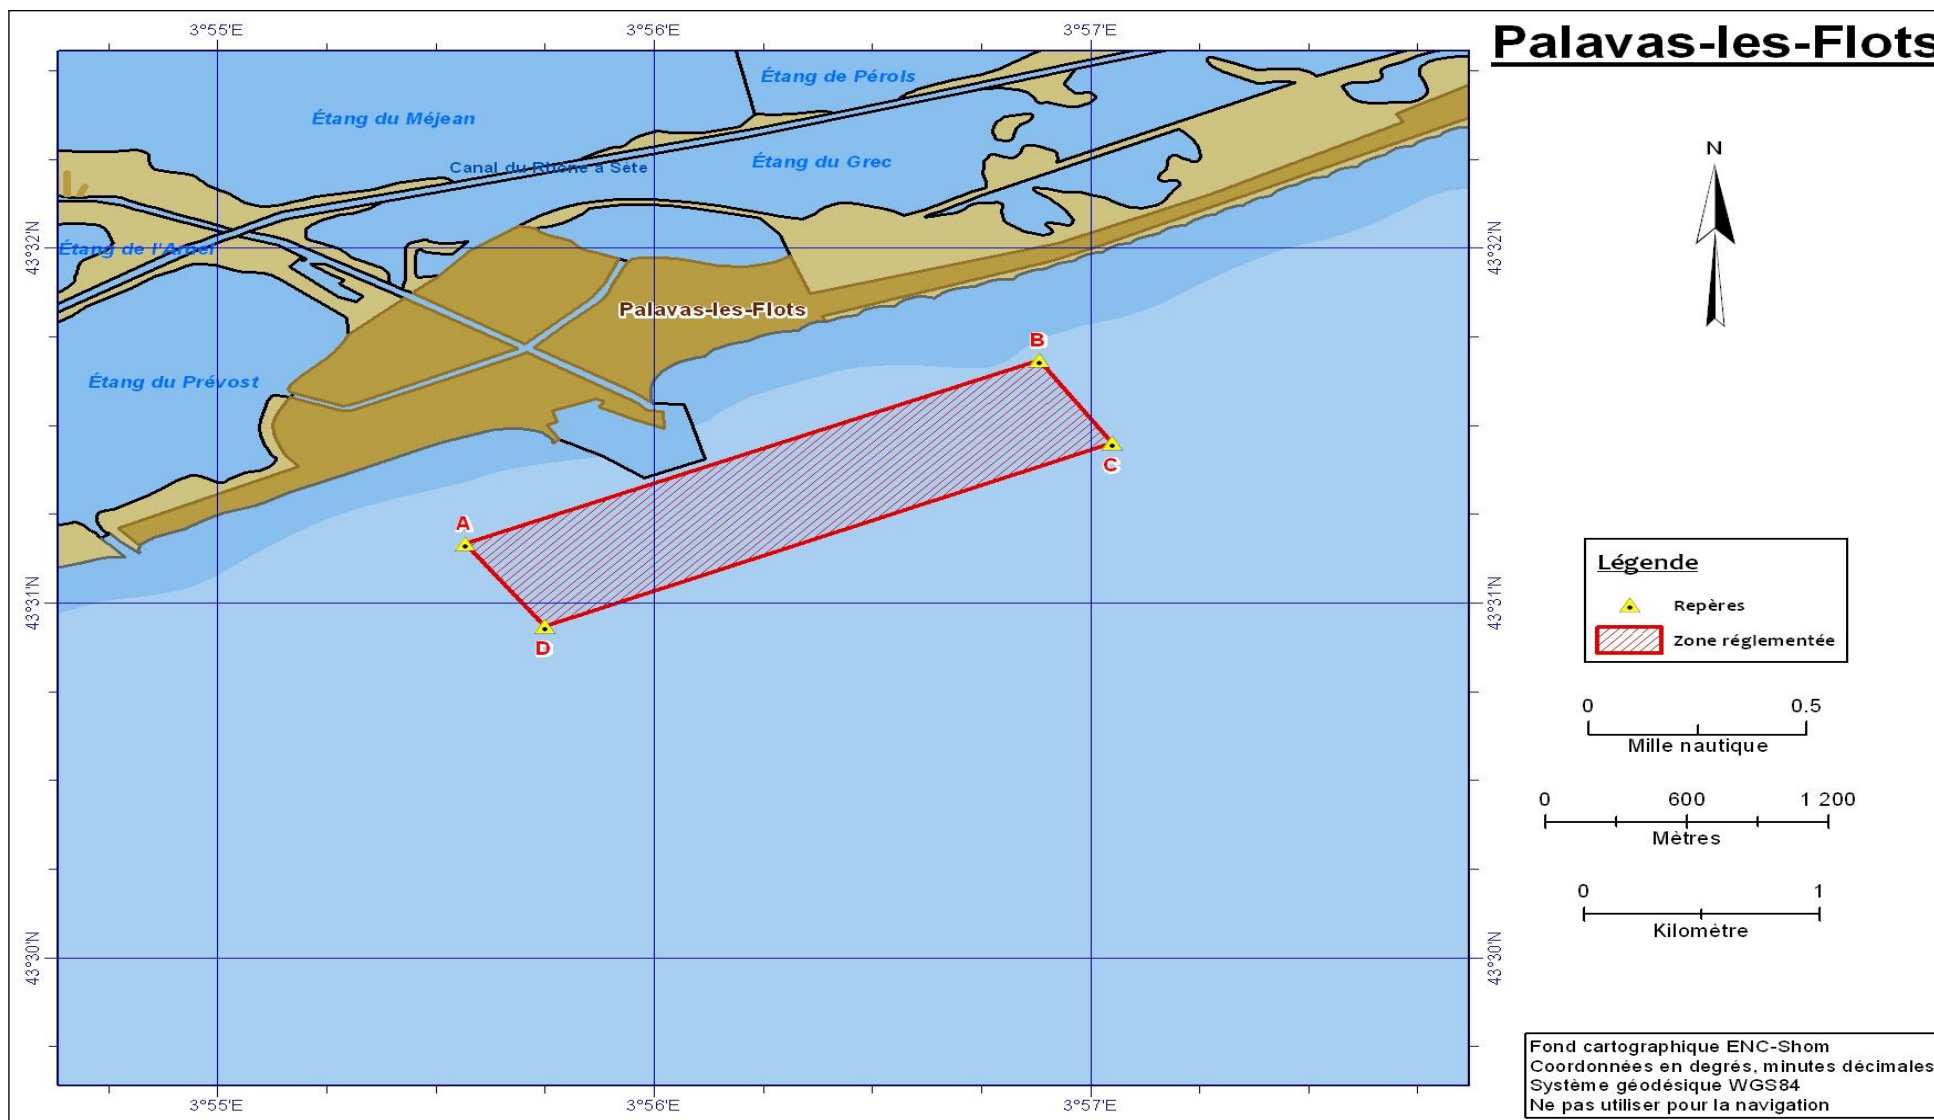 3°55'E
3°56'E
3°57'E
Palavas-les-Flots
Étang de Pérols
Étang du Méjean
Étang du Grec
Canal du Rhône à Sète
N
43°32'N
Étang de l'Arnel
43°32'N
Palavas-les-Flots
B
Étang du Prévost
C
A
Légende
Repères
Zone réglementée
43°31'N
43°31'N
D
0
0.5
Mille nautique
0
600
1 200
Mètres
0
1
Kilomètre
43°30'N
43°30'N
Fond cartographique ENC-Shom
Coordonnées en degrés, minutes décimales
Système géodésique WGS84
Ne pas utiliser pour la navigation
3°55'E
3°56'E
3°57'E